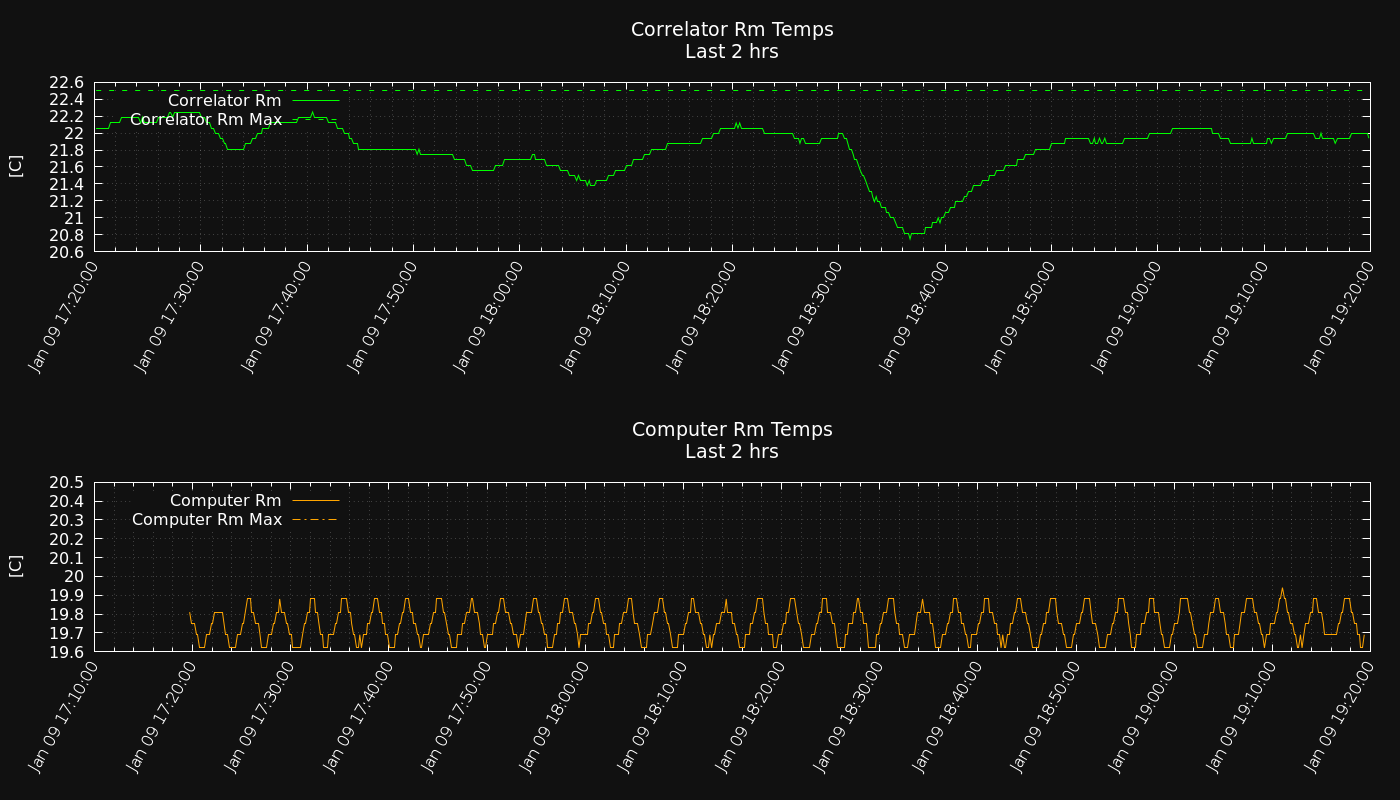 Correlator Rm Temps
Last 2 hrs
22.6
22.4
22.2
22
21.8
21.6
21.4
21.2
21
20.8
20.6
[C]
Correlator Rm
Correlator Rm Max
Jan 09 17:20:00
Jan 09 17:30:00
Jan 09 17:40:00
Jan 09 17:50:00
Jan 09 18:00:00
Jan 09 18:10:00
Jan 09 18:20:00
Jan 09 18:30:00
Jan 09 18:40:00
Jan 09 18:50:00
Jan 09 19:00:00
Jan 09 19:10:00
Jan 09 19:20:00
Computer Rm Temps
Last 2 hrs
20.5
20.4
20.3
20.2
20.1
20
19.9
19.8
19.7
19.6
[C]
Computer Rm
Computer Rm Max
Jan 09 17:10:00
Jan 09 17:20:00
Jan 09 17:30:00
Jan 09 17:40:00
Jan 09 17:50:00
Jan 09 18:00:00
Jan 09 18:10:00
Jan 09 18:20:00
Jan 09 18:30:00
Jan 09 18:40:00
Jan 09 18:50:00
Jan 09 19:00:00
Jan 09 19:10:00
Jan 09 19:20:00